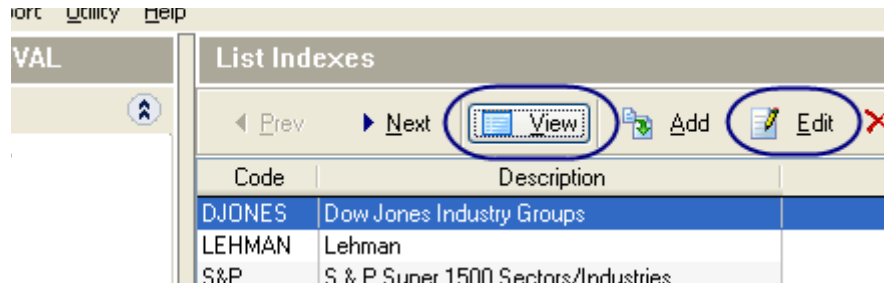 Utility Help
VAL
List Indexes
Prev Next View Add Edit
Code Description
DJONES Dow Jones Industry Groups
LEHMAN Lehman
S&P S & P Super 1500 Sectors/Industries